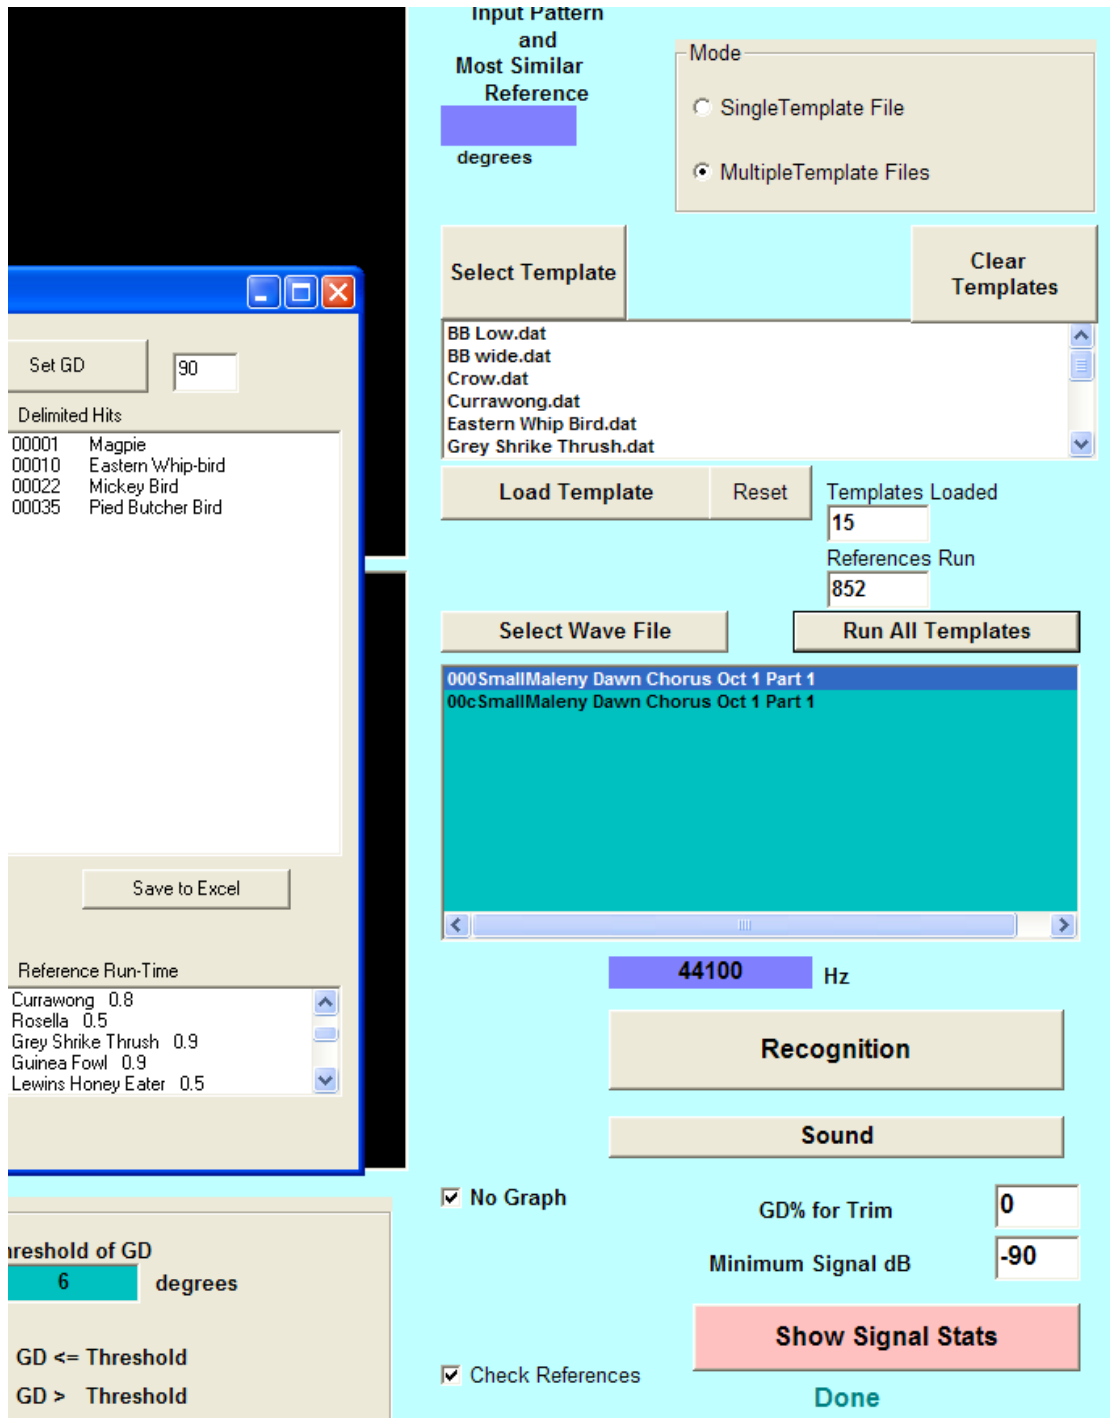 Input Pattern
and
Most Similar
Reference
degrees
Mode
SingleTemplate File
MultipleTemplate Files
Select Template
Clear
Templates
BB Low.dat
BB wide.dat
Crow.dat
Currawong.dat
Eastern Whip Bird.dat
Grey Shrike Thrush.dat
Set GD
90
Delimited Hits
00001 Magpie
00010 Eastern Whip-bird
00022 Mickey Bird
00035 Pied Butcher Bird
Load Template
Reset
Templates Loaded
15
References Run
852
Select Wave File
Run All Templates
000SmallMaleny Dawn Chorus Oct 1 Part 1
00cSmallMaleny Dawn Chorus Oct 1 Part 1
Save to Excel
Reference Run-Time
Currawong 0.8
Rosella 0.5
Grey Shrike Thrush 0.9
Guinea Fowl 0.9
Lewins Honey Eater 0.5
44100 Hz
Recognition
Sound
No Graph
GD% for Trim 0
Minimum Signal dB -90
hreshold of GD
6 degrees
GD <= Threshold
GD > Threshold
Show Signal Stats
Check References
Done